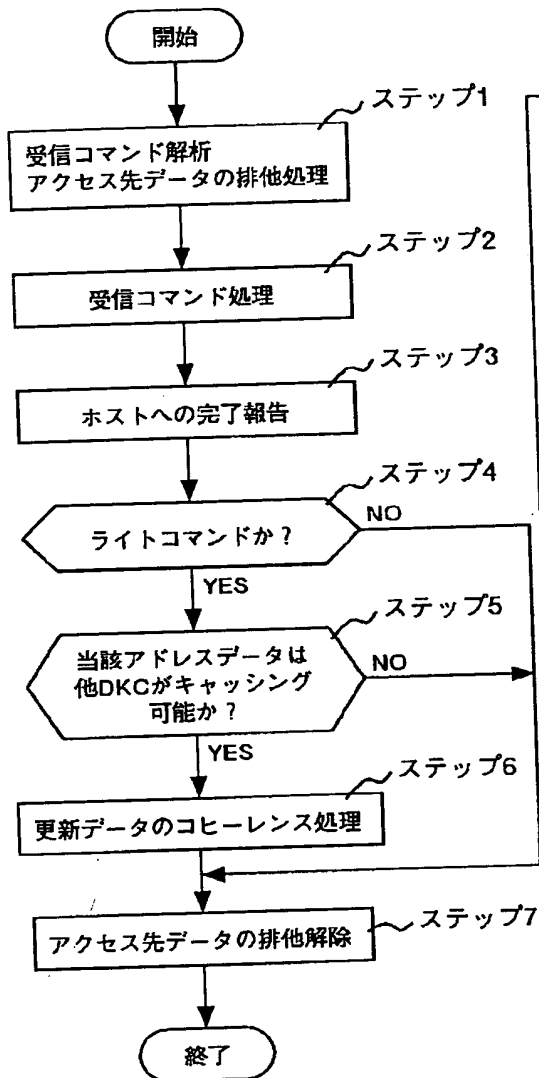 開始
ステップ1
受信コマンド解析
アクセス先データの排他処理
ステップ2
受信コマンド処理
ステップ3
ホストへの完了報告
ステップ4
ライトコマンドか？
NO
YES
ステップ5
当該アドレスデータは
他DKCがキャッシング
可能か？
NO
YES
ステップ6
更新データのコヒーレンス処理
ステップ7
アクセス先データの排他解除
終了